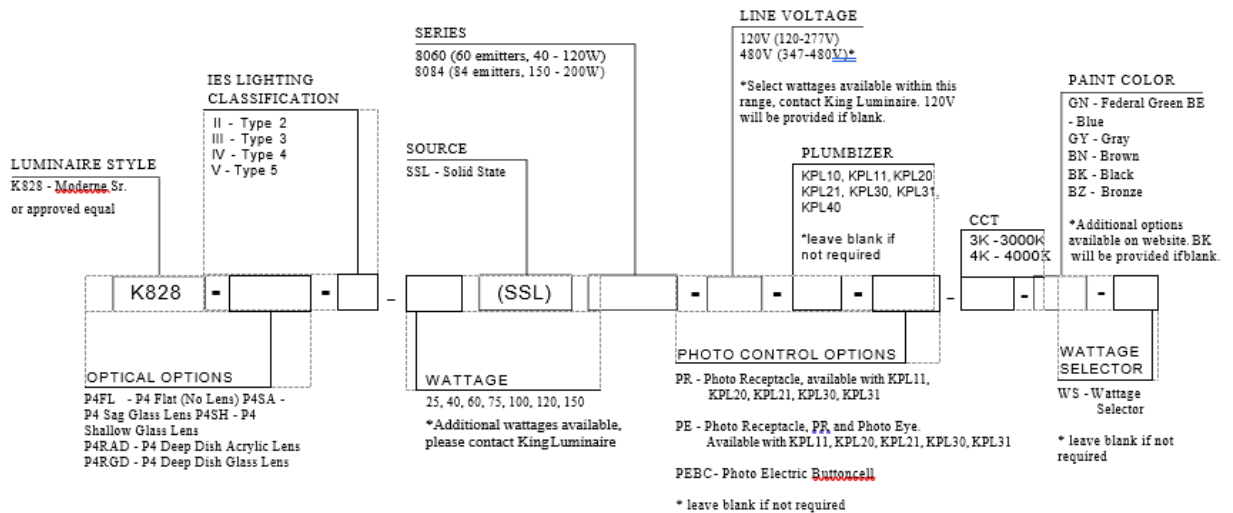 LINE VOLTAGE
120V (120-277V)
480V (347-480V)*
*Select wattages available within this
range, contact King Luminaire. 120V
will be provided if blank.
SERIES
8060 (60 emitters, 40 - 120W)
8084 (84 emitters, 150 - 200W)
IES LIGHTING
CLASSIFICATION
II - Type 2
III - Type 3
IV - Type 4
V - Type 5
PAINT COLOR
GN - Federal Green BE
- Blue
GY - Gray
BN - Brown
BK - Black
BZ - Bronze
*Additional options
available on website. BK
will be provided ifblank.
LUMINAIRE STYLE
K828 - Moderne Sr.
or approved equal
SOURCE
SSL - Solid State
PLUMBIZER
KPL10, KPL11, KPL20
KPL21, KPL30, KPL31,
KPL40
*leave blank if
not required
CCT
3K -3000K
4K - 4000K
K828 - - - (SSL) - - - - - -
OPTICAL OPTIONS
P4FL - P4 Flat (No Lens) P4SA -
P4 Sag Glass Lens P4SH - P4
Shallow Glass Lens
P4RAD - P4 Deep Dish Acrylic Lens
P4RGD - P4 Deep Dish Glass Lens
WATTAGE
25, 40, 60, 75, 100, 120, 150
*Additional wattages available,
please contact KingLuminaire
PHOTO CONTROL OPTIONS
PR - Photo Receptacle, available with KPL11,
KPL20, KPL21, KPL30, KPL31
PE - Photo Receptacle, PR and Photo Eye.
Available with KPL11, KPL20, KPL21, KPL30, KPL31
PEBC- Photo Electric Buttoncell
* leave blank if not required
WATTAGE
SELECTOR
WS - Wattage
Selector
* leave blank if not
required